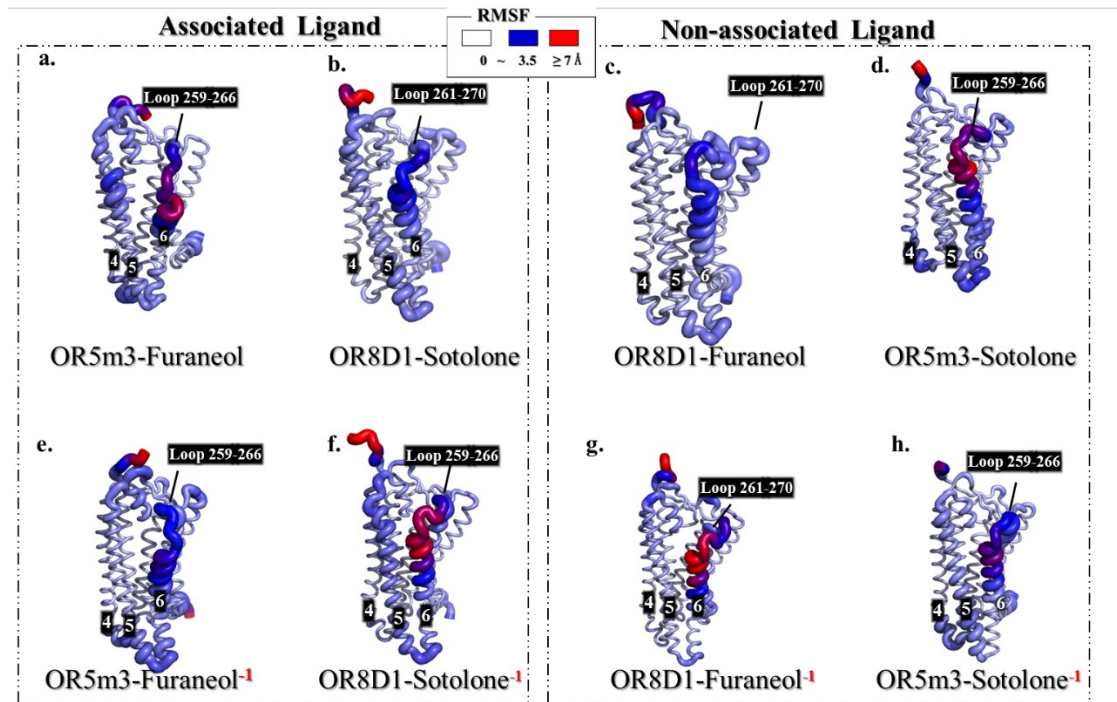 Associated Ligand
RMSF
0 ~ 3.5 ≥7 Å
Non-associated Ligand
a.
Loop 259-266
6
4 5
OR5m3-Furaneol
b.
Loop 261-270
6
4 5
OR8D1-Sotolone
c.
Loop 261-270
4 5 6
OR8D1-Furaneol
d.
Loop 259-266
4 5 6
OR5m3-Sotolone
e.
Loop 259-266
6
4 5
OR5m3-Furaneol-1
f.
Loop 259-266
4 5 6
OR8D1-Sotolone-1
g.
Loop 261-270
4 5 6
OR8D1-Furaneol-1
h.
Loop 259-266
4 5 6
OR5m3-Sotolone-1